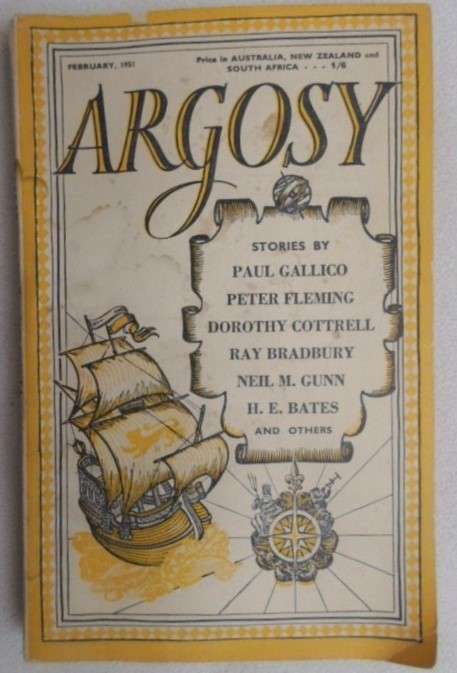 FEBRUARY, 1951
Price in AUSTRALIA, NEW ZEALAND and
SOUTH AFRICA - - - 1/6
ARGOSY
STORIES BY
PAUL GALLICO
PETER FLEMING
DOROTHY COTTRELL
RAY BRADBURY
NEIL M. GUNN
H. E. BATES
AND OTHERS